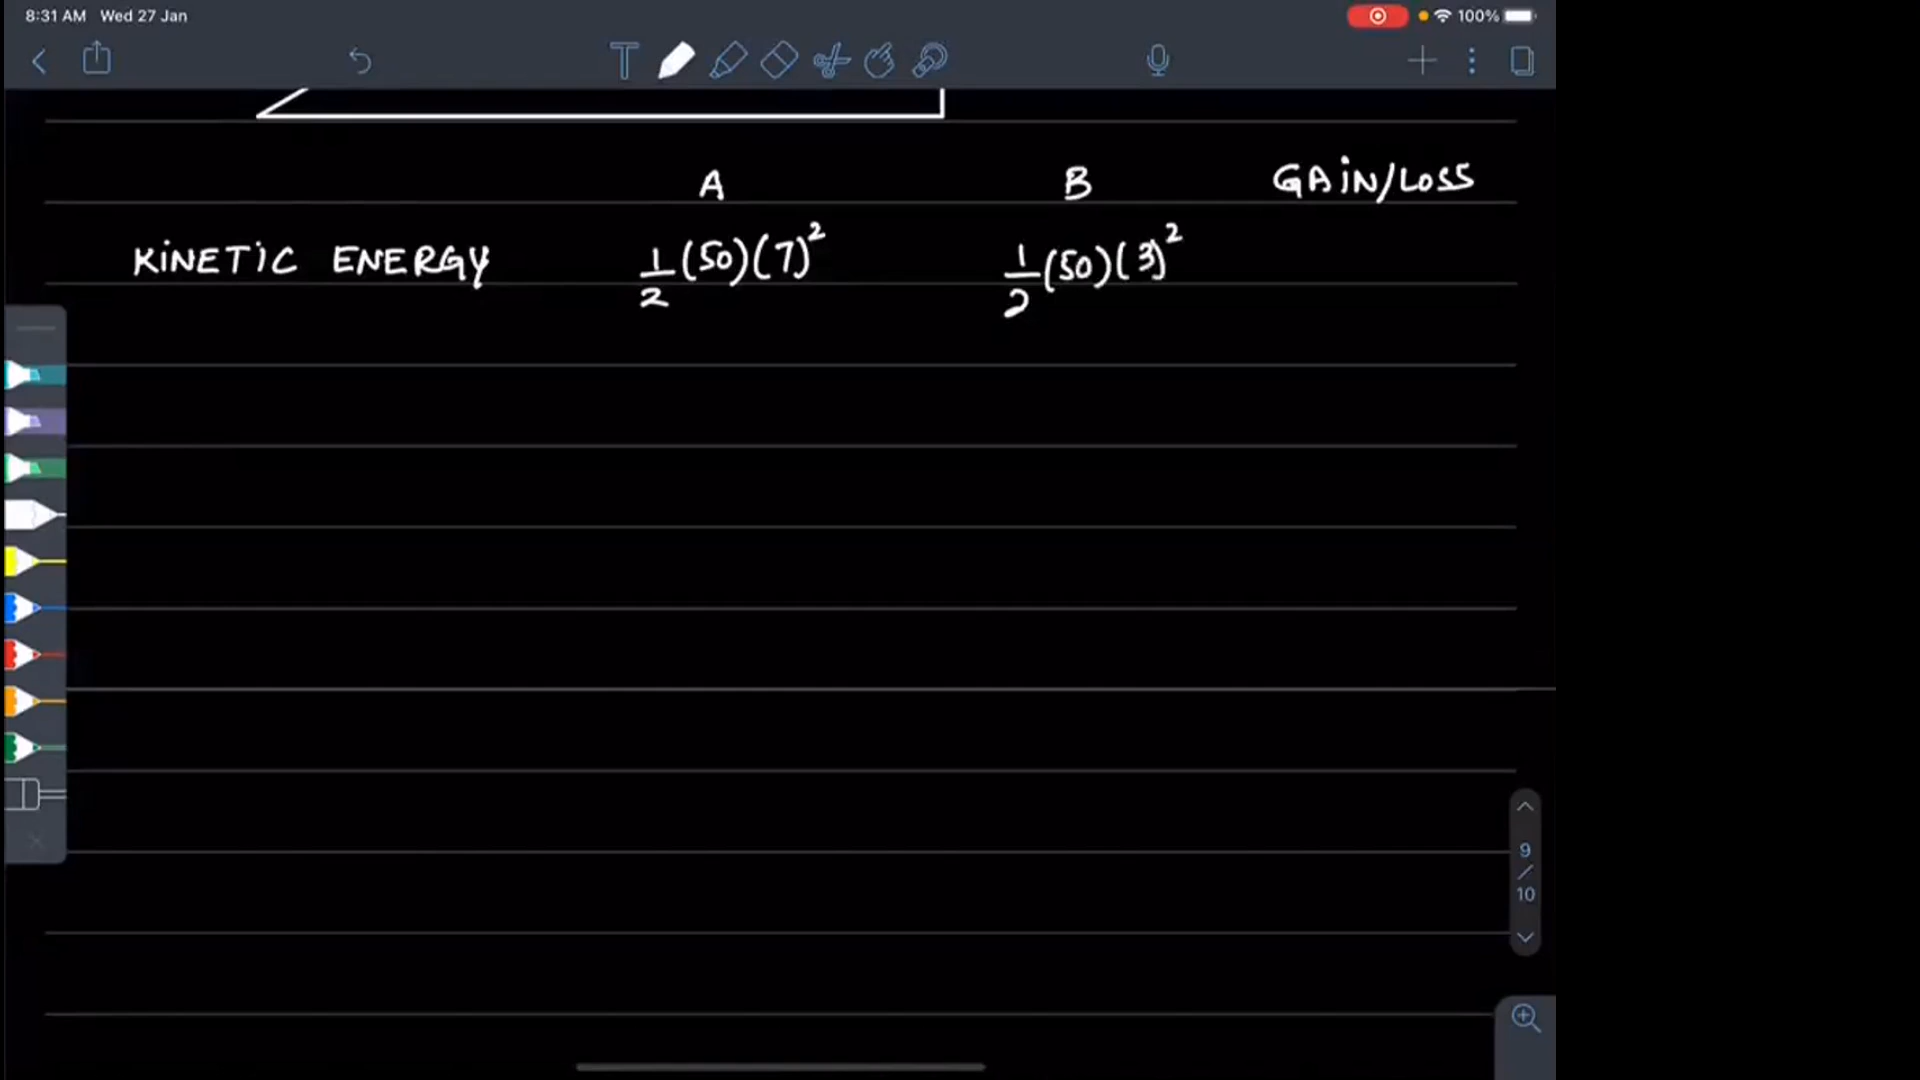 8:31 AM Wed 27 Jan 100%
T
A B GAIN/LOSS
KINETIC ENERGY 1/2 (50)(7)² 1/2 (50)(3)²
9
/
10